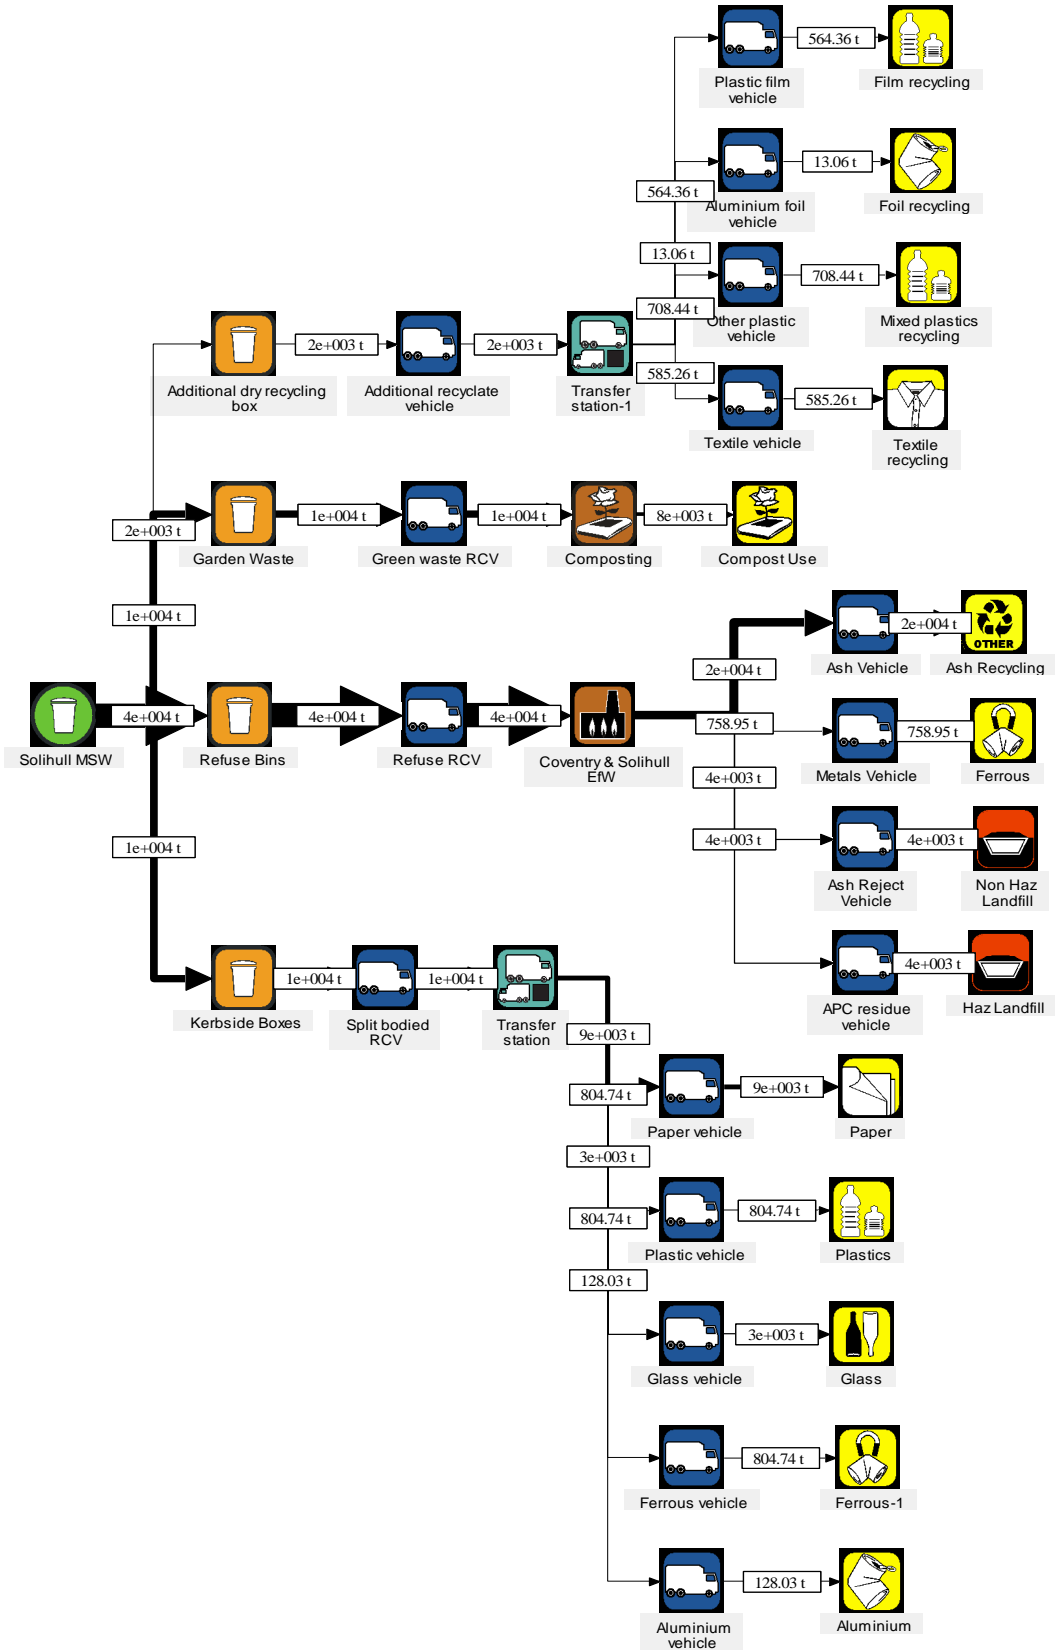 564.36 t
Plastic film
vehicle
Film recycling
13.06 t
564.36 t
Aluminium foil
vehicle
Foil recycling
13.06 t
708.44 t
708.44 t
Other plastic
vehicle
Mixed plastics
recycling
2e+003 t
2e+003 t
585.26 t
Additional dry recycling
box
Additional recyclate
vehicle
Transfer
station-1
585.26 t
Textile vehicle
Textile
recycling
2e+003 t
1e+004 t
1e+004 t
8e+003 t
Garden Waste
Green waste RCV
Composting
Compost Use
1e+004 t
2e+004 t
OTHER
2e+004 t
Ash Vehicle
Ash Recycling
4e+004 t
4e+004 t
4e+004 t
758.95 t
758.95 t
Solihull MSW
Refuse Bins
Refuse RCV
Coventry & Solihull
EfW
4e+003 t
Metals Vehicle
Ferrous
1e+004 t
4e+003 t
4e+003 t
Ash Reject
Vehicle
Non Haz
Landfill
1e+004 t
1e+004 t
4e+003 t
Kerbside Boxes
Split bodied
RCV
Transfer
station
APC residue
vehicle
Haz Landfill
9e+003 t
804.74 t
9e+003 t
Paper vehicle
Paper
3e+003 t
804.74 t
804.74 t
Plastic vehicle
Plastics
128.03 t
3e+003 t
Glass vehicle
Glass
804.74 t
Ferrous vehicle
Ferrous-1
128.03 t
Aluminium
vehicle
Aluminium